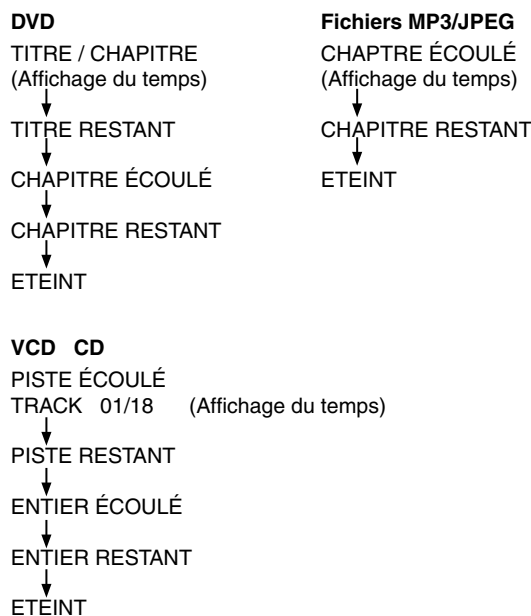 DVD
TITRE / CHAPITRE
(Affichage du temps)
TITRE RESTANT
CHAPITRE ÉCOULÉ
CHAPITRE RESTANT
ETEINT
Fichiers MP3/JPEG
CHAPTRE ÉCOULÉ
(Affichage du temps)
CHAPITRE RESTANT
ETEINT
VCD CD
PISTE ÉCOULÉ
TRACK 01/18 (Affichage du temps)
PISTE RESTANT
ENTIER ÉCOULÉ
ENTIER RESTANT
ETEINT